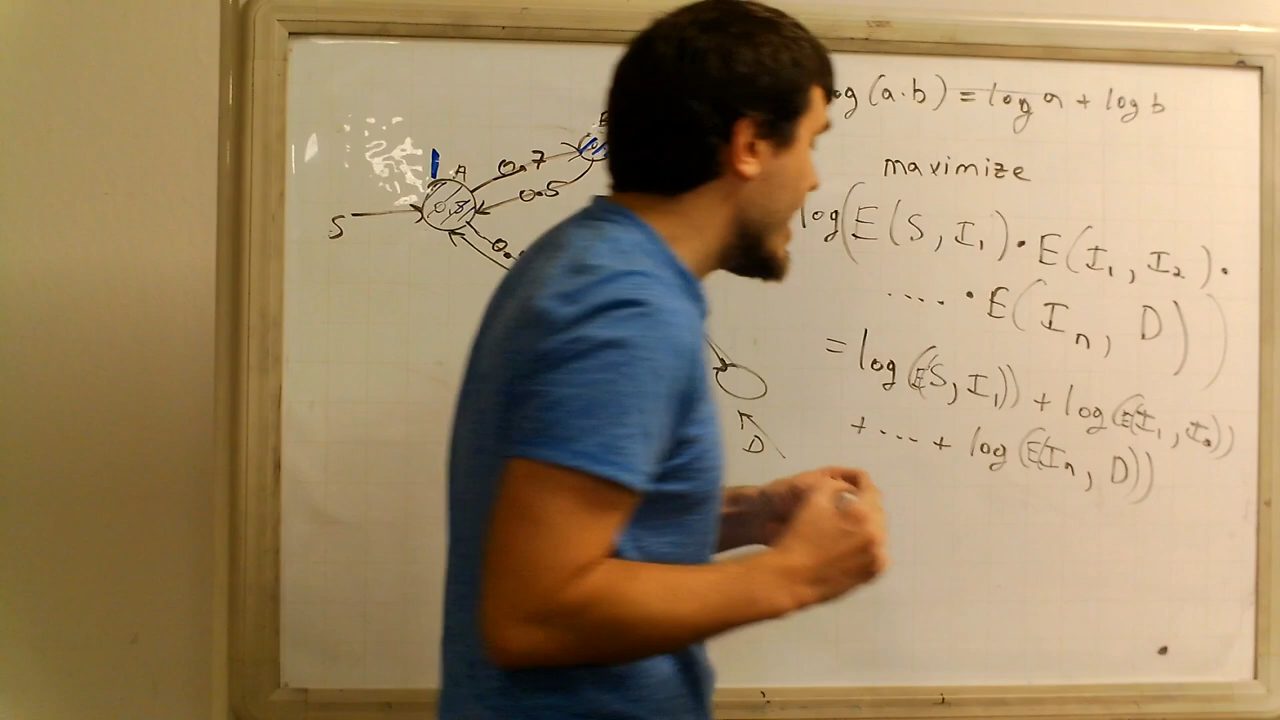 log(a·b) = log a + log b
maximize
log(E(S, I₁)·E(I₁, I₂)·
....·E(Iₙ, D))
= log(E(S, I₁)) + log(E(I₁, I₂))
+ ... + log(E(Iₙ, D))
A
0.7
0.5
0.8
S
D